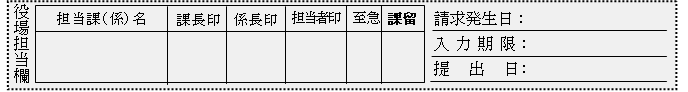 役場担当欄
担当課(係)名 課長印 係長印 担当者印 至急 課留
請求発生日：
入力期限：
提出日：